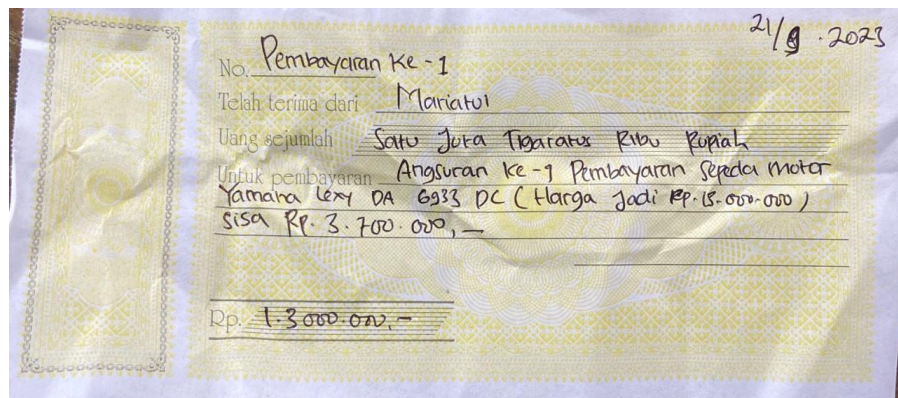 21/9.2023
No. Pembayaran Ke-1
Telah terima dari Mariatul
Uang sejumlah Satu Juta Tigaratus Ribu Rupiah
Untuk pembayaran Angsuran Ke-1 Pembayaran Sepeda Motor
Yamaha Lexy DA 6933 DC (Harga Jadi Rp. 15.000.000)
Sisa Rp. 3.700.000,—
Rp. 1.3000.000.-